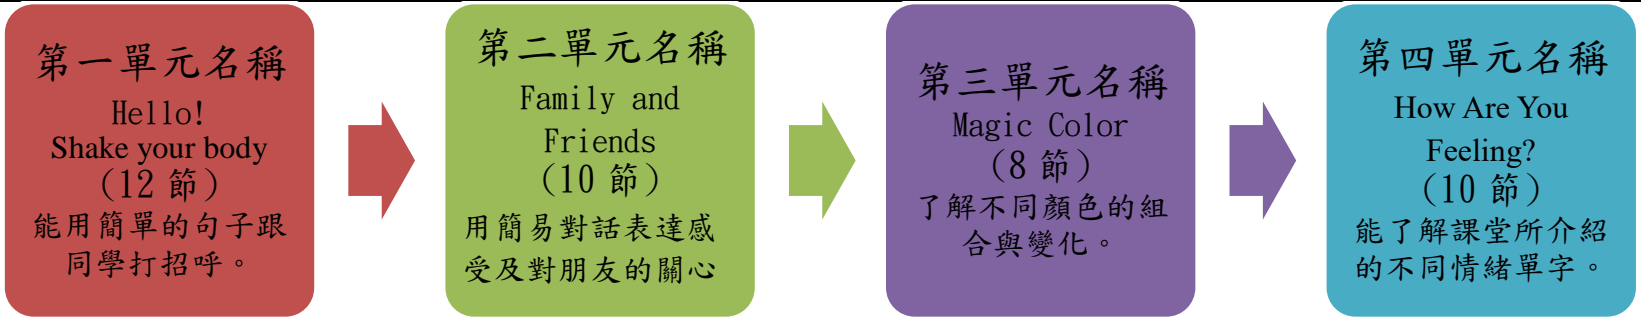 第一單元名稱
Hello!
Shake your body
(12 節)
能用簡單的句子跟
同學打招呼。
第二單元名稱
Family and
Friends
(10 節)
用簡易對話表達感
受及對朋友的關心
第三單元名稱
Magic Color
(8 節)
了解不同顏色的組
合與變化。
第四單元名稱
How Are You
Feeling?
(10 節)
能了解課堂所介紹
的不同情緒單字。